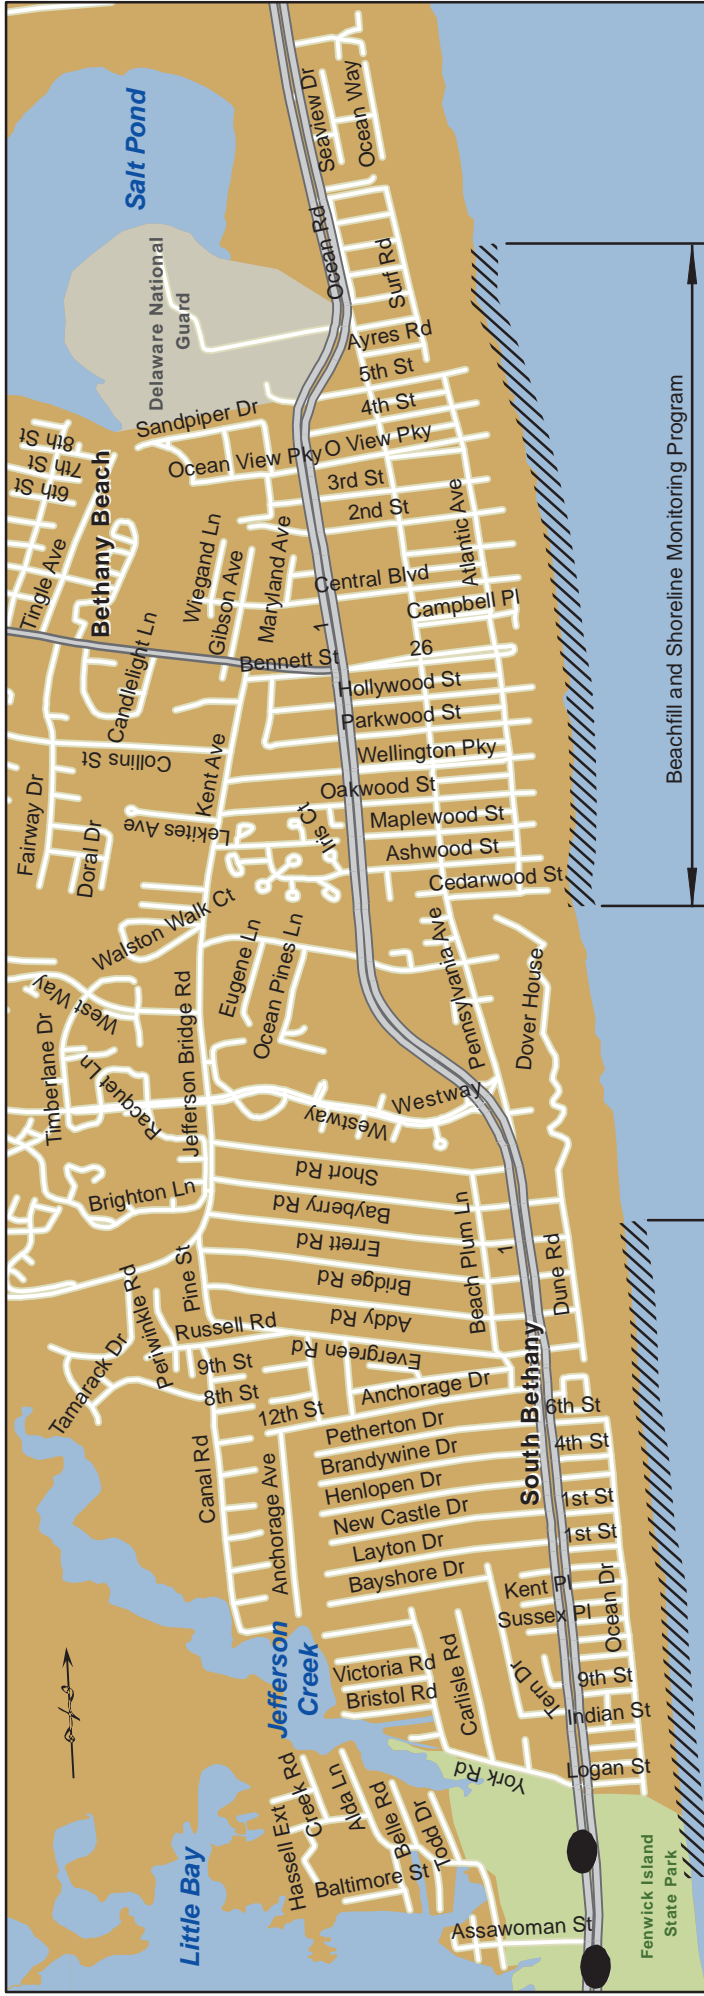 Salt Pond
Seaview Dr
Ocean Way
Ocean Rd
Surf Rd
Delaware National
Guard
Ayres Rd
5th St
4th St
Sandpiper Dr
Ocean View Pky
O View Pky
3rd St
2nd St
8th St
7th St
6th St
Bethany Beach
Tingle Ave
Wiegand Ln
Gibson Ave
Maryland Ave
Central Blvd
Atlantic Ave
Campbell Pl
1
26
Bennett St
Candlelight Ln
Hollywood St
Parkwood St
Wellington Pky
Collins St
Kent Ave
Oakwood St
Maplewood St
Ashwood St
Cedarwood St
Fairway Dr
Doral Dr
Lekites Ave
Iris Ct
Beachfill and Shoreline Monitoring Program
Walston Walk Ct
Eugene Ln
Ocean Pines Ln
Pennsylvania Ave
Dover House
West Way
Timberlane Dr
Racquet Ln
Jefferson Bridge Rd
Westway
Westway
Brighton Ln
Short Rd
Bayberry Rd
Errett Rd
Bridge Rd
Addy Rd
Beach Plum Ln
1
Dune Rd
Pine St
Periwinkle Rd
Tamarack Dr
Russell Rd
Evergreen Rd
9th St
8th St
12th St
Anchorage Dr
South Bethany
6th St
4th St
1st St
1st St
Petherton Dr
Brandywine Dr
Henlopen Dr
New Castle Dr
Layton Dr
Bayshore Dr
Canal Rd
Anchorage Ave
Kent Pl
Sussex Pl
Ocean Dr
9th St
Indian St
Logan St
Jefferson
Creek
Victoria Rd
Bristol Rd
Carlisle Rd
Tern Dr
York Rd
Little Bay
Hassell Ext
Creek Rd
Alda Ln
Belle Rd
Todd Dr
Baltimore St
Assawoman St
Fenwick Island
State Park